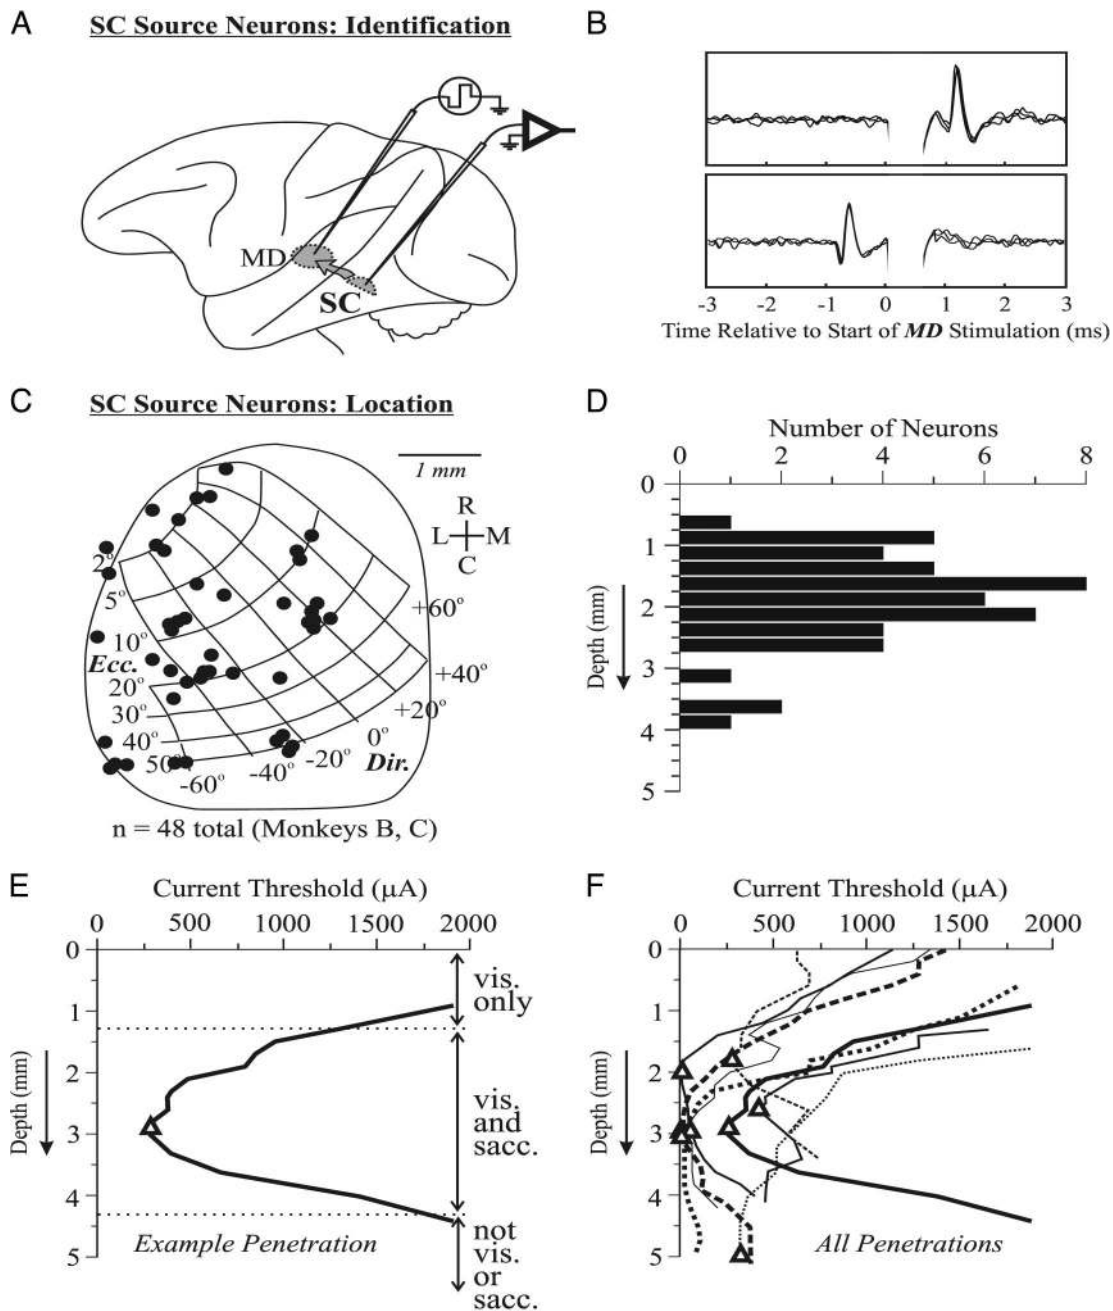 A
SC Source Neurons: Identification
MD
SC
B
-3 -2 -1 0 1 2 3
Time Relative to Start of MD Stimulation (ms)
C
SC Source Neurons: Location
1 mm
R
L M
C
2°
5°
10°
Ecc.
20°
30°
40°
50°
-60°
-40°
-20°
0°
Dir.
+20°
+40°
+60°
n = 48 total (Monkeys B, C)
D
Number of Neurons
0 2 4 6 8
0
1
2
3
4
5
Depth (mm)
E
Current Threshold (μA)
0 500 1000 1500 2000
0
1
2
3
4
5
Depth (mm)
vis.
only
vis.
and
sacc.
not
vis.
or
sacc.
Example Penetration
F
Current Threshold (μA)
0 500 1000 1500 2000
0
1
2
3
4
5
Depth (mm)
All Penetrations